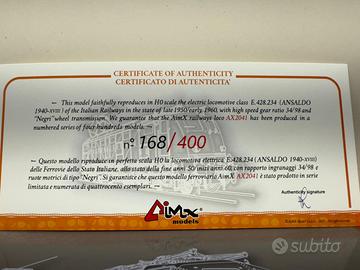 CERTIFICATE OF AUTHENTICITY
CERTIFICATO DI AUTENTICITA'
This model faithfully reproduces in H0 scale the electric locomotive class E.428.234 (ANSALDO
1940-XVIII) of the Italian Railways in the state of late 1950/early 1960, with high speed gear ratio 34/98 and
"Negri" wheel transmission. We guarantee that the AimX railways loco AX2041 has been produced in a
numbered series of four-hundreds models.
n° 168/400
Questo modello riproduce in perfetta scala H0 la locomotiva elettrica E.428.234 (ANSALDO 1940-XVIII)
delle Ferrovie dello Stato Italiane, allo stato della fine anni '50/inizi anni 60, con rapporto ingranaggi 34/98 e
ruote motrici di tipo "Negri". Si garantisce che questo modello ferroviario AimX AX2041 è stato prodotto in serie
limitata e numerata di quattrocento esemplari.
Authenticity signature
AimX
models
subito